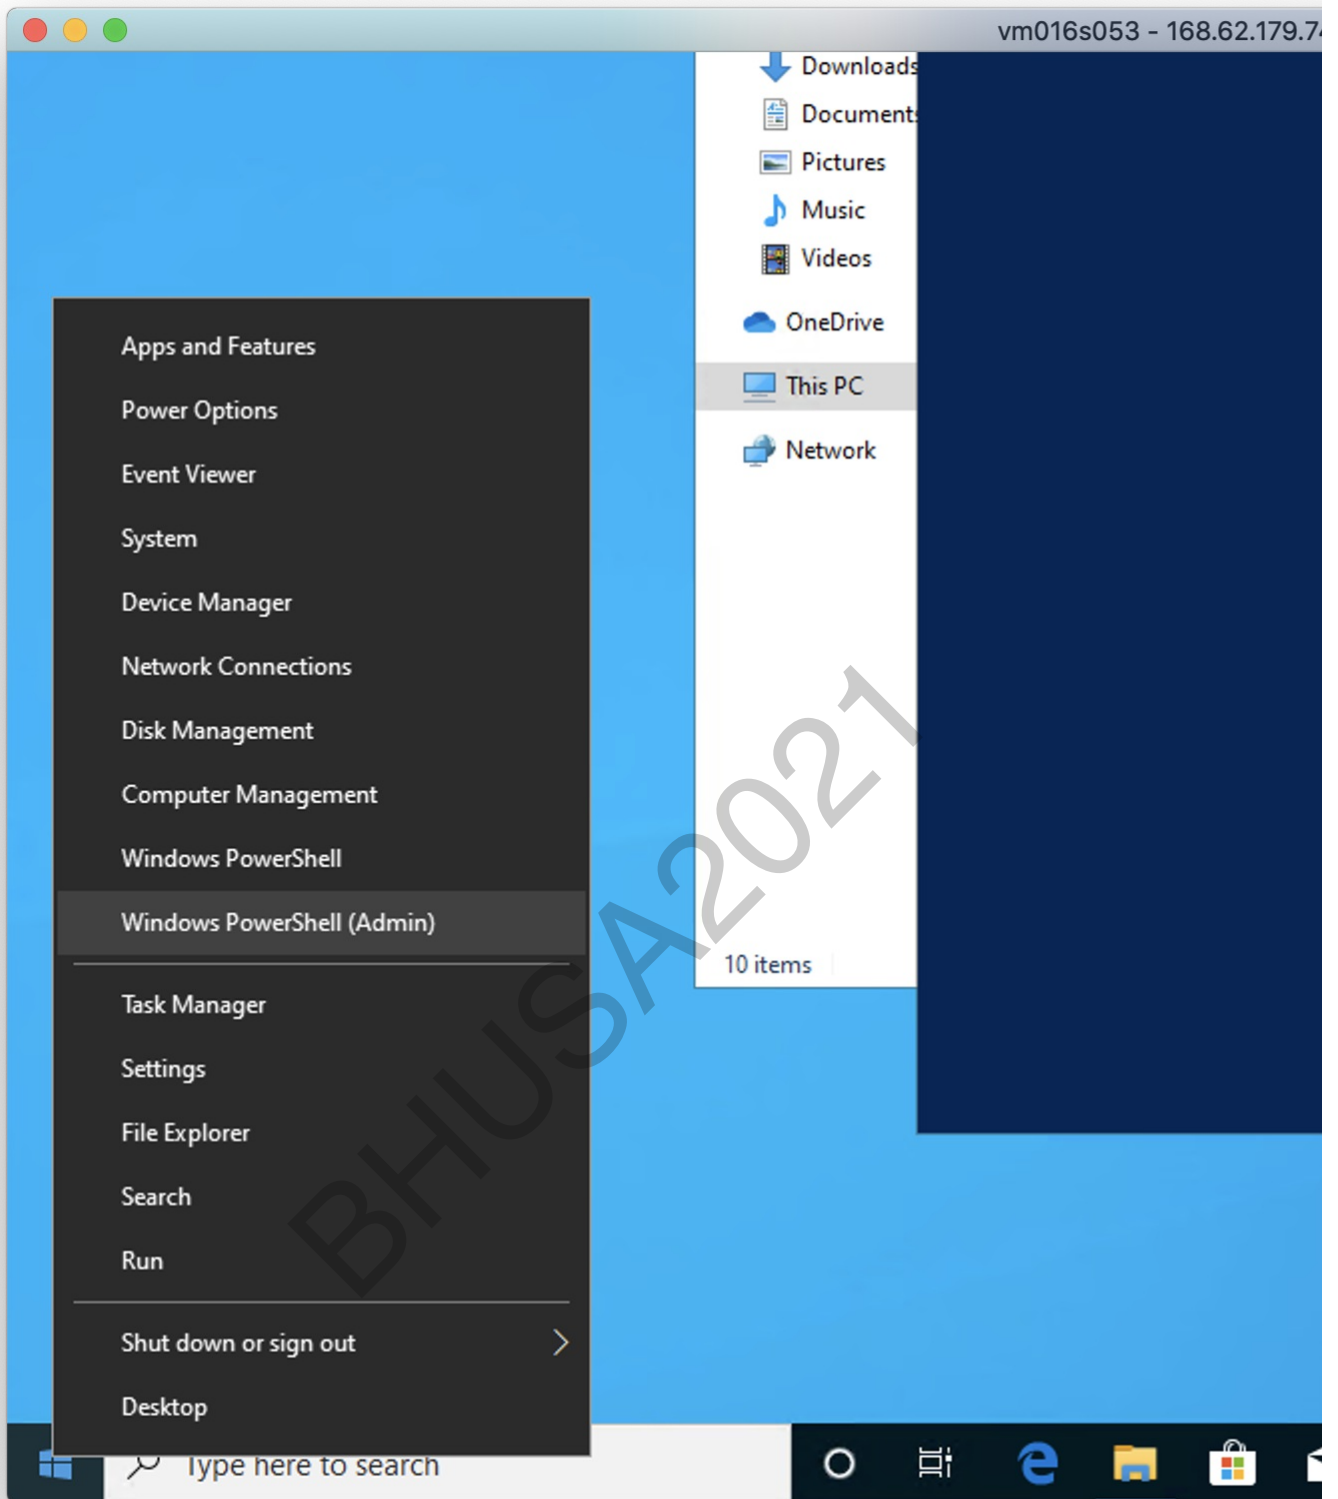 vm016s053 - 168.62.179.74
Downloads
Documents
Pictures
Music
Videos
OneDrive
This PC
Network
10 items
Apps and Features
Power Options
Event Viewer
System
Device Manager
Network Connections
Disk Management
Computer Management
Windows PowerShell
Windows PowerShell (Admin)
Task Manager
Settings
File Explorer
Search
Run
Shut down or sign out
Desktop
Type here to search
BHUSA2021